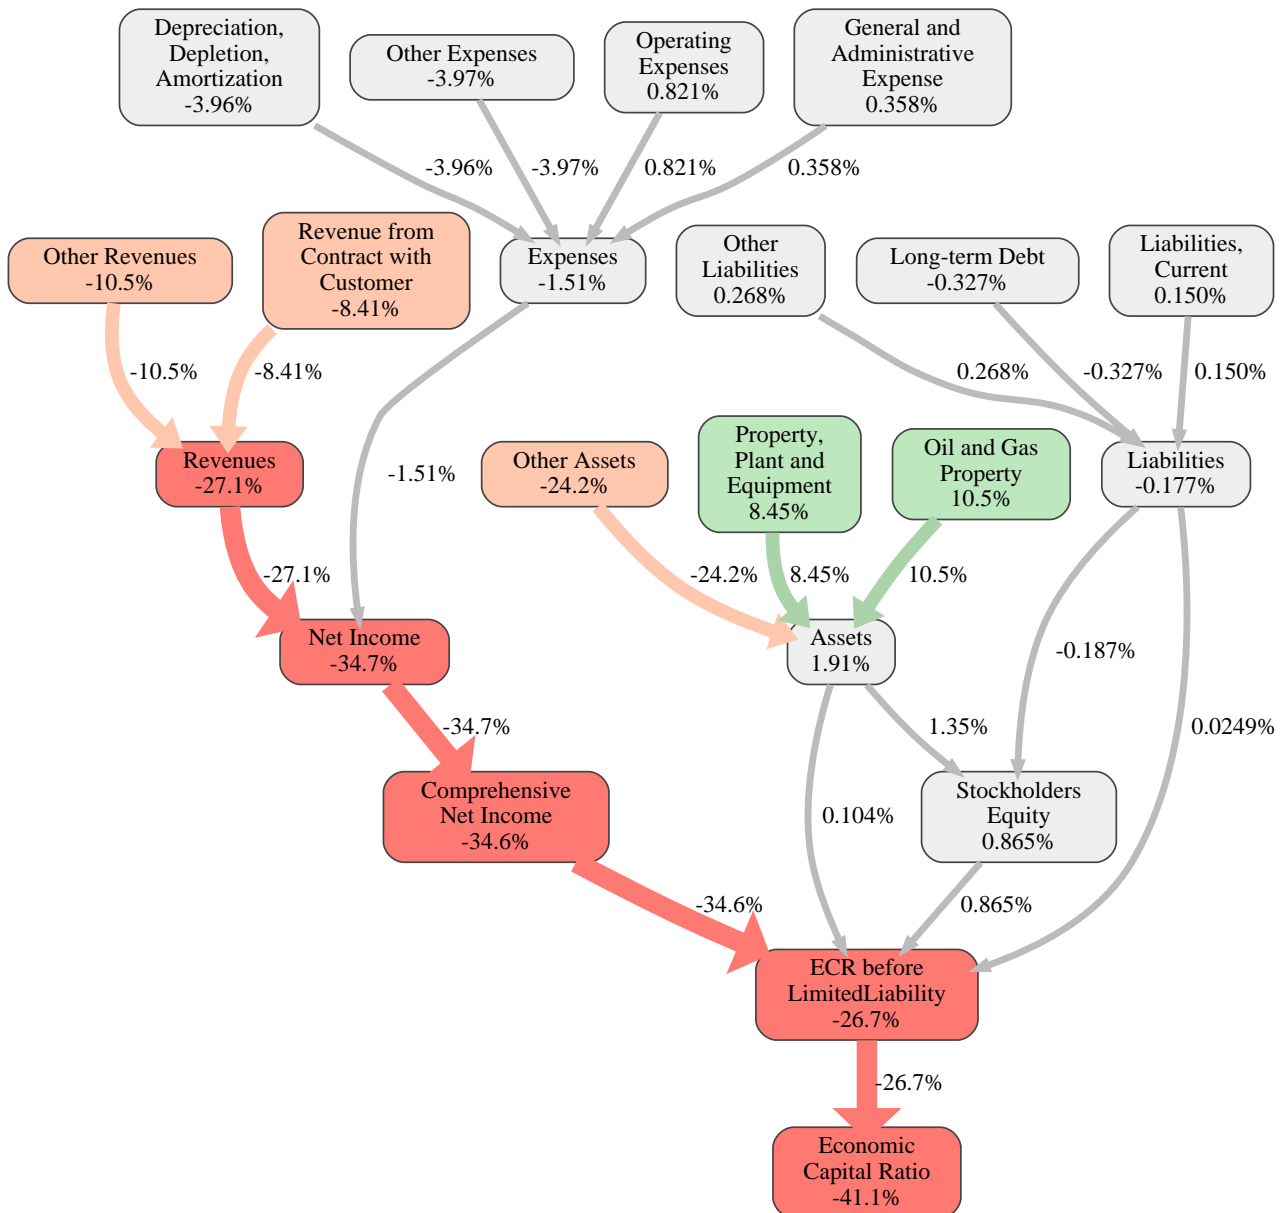 Depreciation,
Depletion,
Amortization
-3.96%
Other Expenses
-3.97%
Operating
Expenses
0.821%
General and
Administrative
Expense
0.358%
-3.96%
-3.97%
0.821%
0.358%
Other Revenues
-10.5%
Revenue from
Contract with
Customer
-8.41%
Expenses
-1.51%
Other
Liabilities
0.268%
Long-term Debt
-0.327%
Liabilities,
Current
0.150%
-10.5%
-8.41%
0.268%
-0.327%
0.150%
Revenues
-27.1%
-1.51%
Other Assets
-24.2%
Property,
Plant and
Equipment
8.45%
Oil and Gas
Property
10.5%
Liabilities
-0.177%
-27.1%
-24.2%
8.45%
10.5%
Net Income
-34.7%
Assets
1.91%
-0.187%
-34.7%
1.35%
0.0249%
Comprehensive
Net Income
-34.6%
0.104%
Stockholders
Equity
0.865%
-34.6%
0.865%
ECR before
LimitedLiability
-26.7%
-26.7%
Economic
Capital Ratio
-41.1%